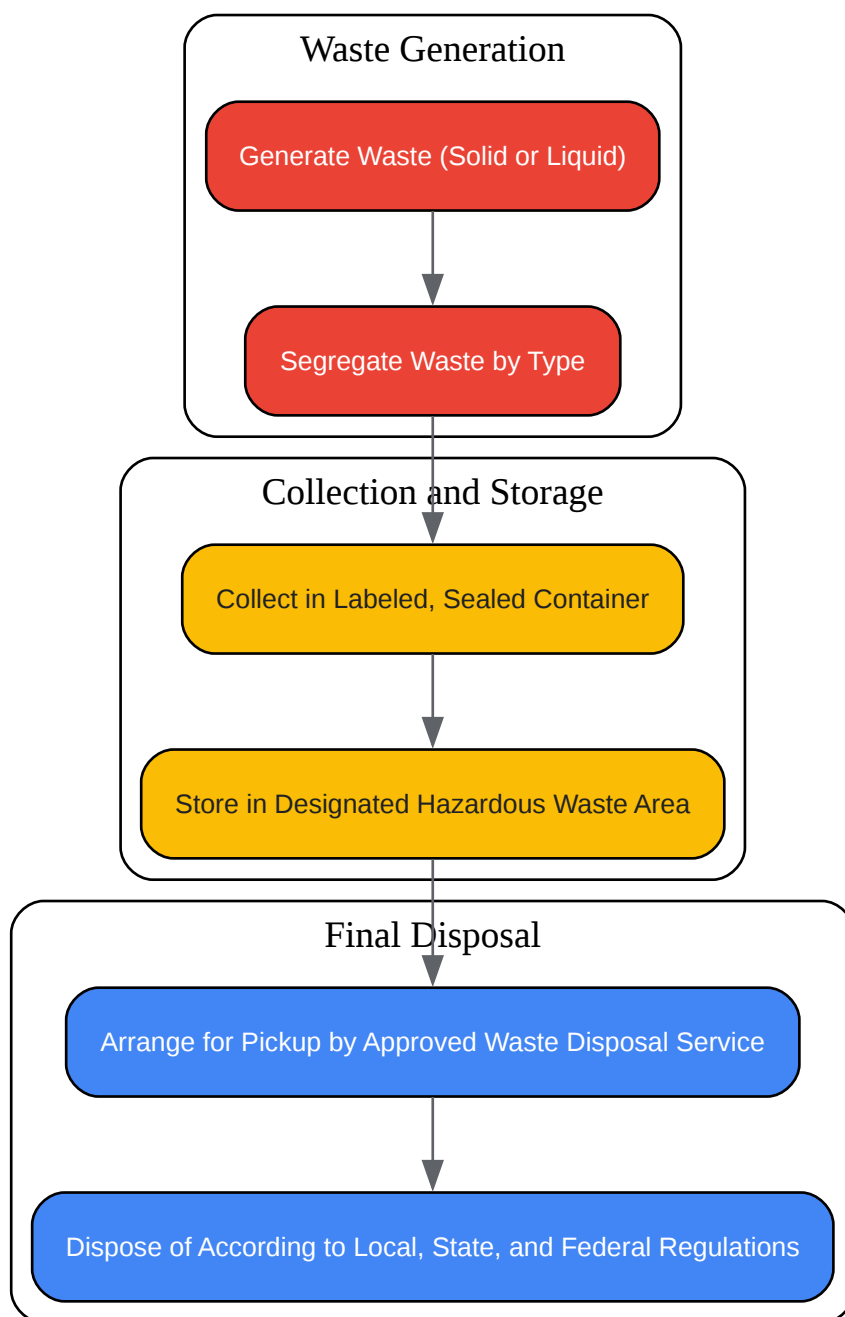 Waste Generation
Generate Waste (Solid or Liquid)
Segregate Waste by Type
Collection and Storage
Collect in Labeled, Sealed Container
Store in Designated Hazardous Waste Area
Final Disposal
Arrange for Pickup by Approved Waste Disposal Service
Dispose of According to Local, State, and Federal Regulations